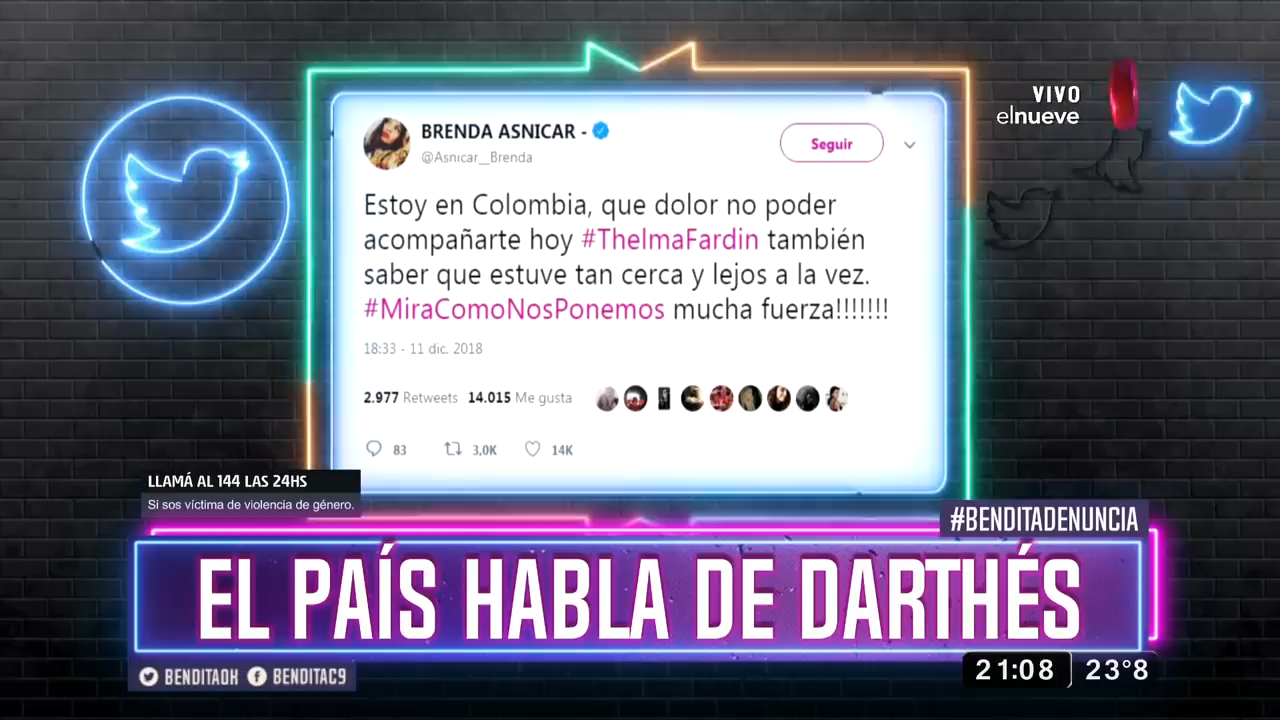 VIVO
elnueve
BRENDA ASNICAR -
@Asnicar__Brenda
Seguir
Estoy en Colombia, que dolor no poder
acompañarte hoy #ThelmaFardin también
saber que estuve tan cerca y lejos a la vez.
#MiraComoNosPonemos mucha fuerza!!!!!!!
18:33 - 11 dic. 2018
2.977 Retweets 14.015 Me gusta
83 3,0K 14K
LLAMÁ AL 144 LAS 24HS
Si sos víctima de violencia de género.
#BENDITADENUNCIA
EL PAÍS HABLA DE DARTHÉS
BENDITAOK BENDITAC9
21:08 23°8